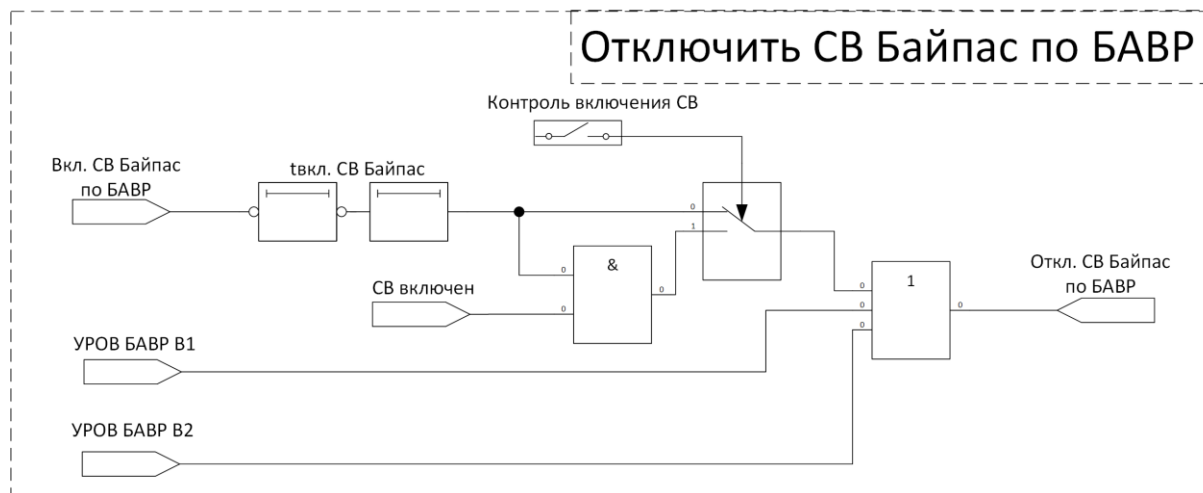 Отключить СВ Байпас по БАВР
Контроль включения СВ
Вкл. СВ Байпас
по БАВР
tвкл. СВ Байпас
0
1
&
0
0
0
СВ включен
1
0
0
0
0
Откл. СВ Байпас
по БАВР
УРОВ БАВР В1
УРОВ БАВР В2